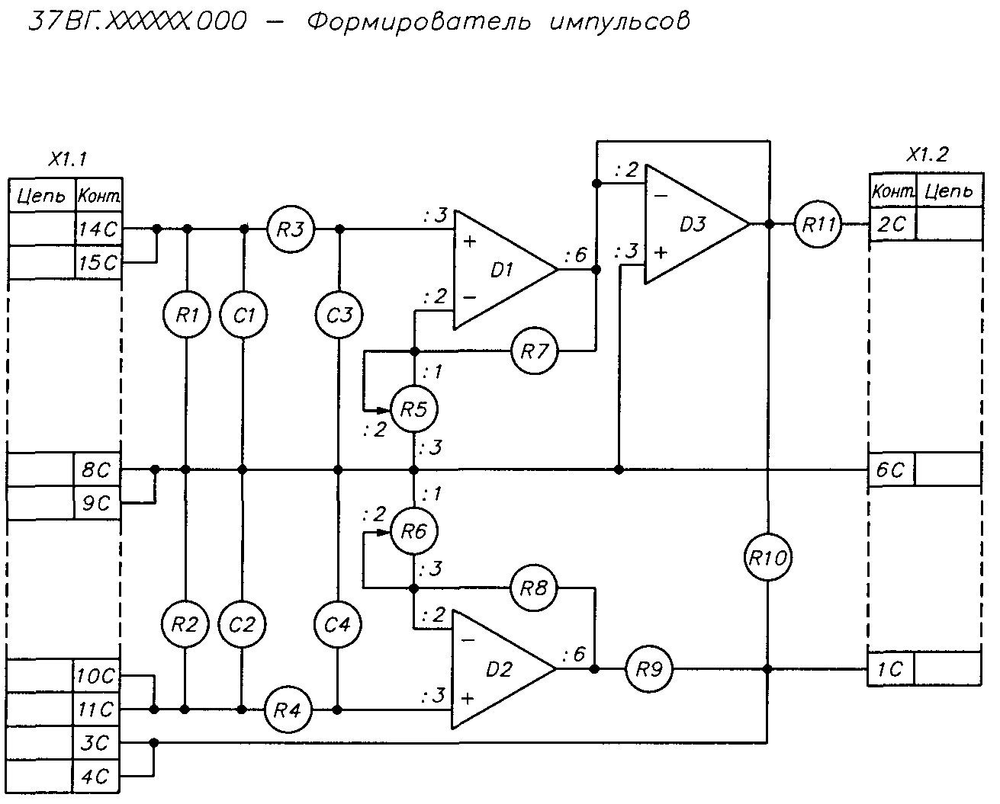 37ВГ.XXXXXX.000 – Формирователь импульсов
X1.1
X1.2
Цепь Конт.
Конт. Цепь
14С
15С
8С
9С
10С
11С
3С
4С
2С
6С
1С
R3
R1
C1
C3
:3
+
D1
:6
:2
–
R7
:1
R5
:2
:3
:2
–
D3
:3
+
R11
:1
:2
R6
:3
R8
R10
R2
C2
C4
R4
:2
–
D2
:6
:3
+
R9